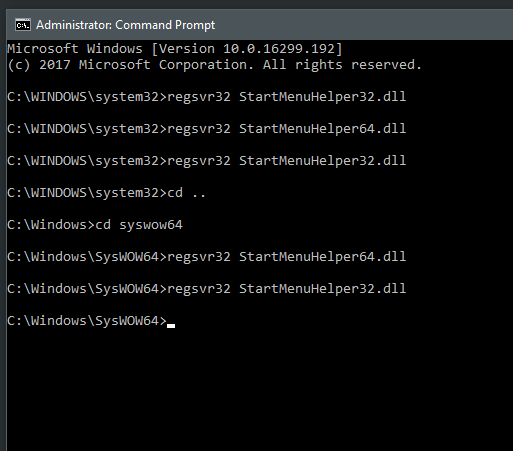 Administrator: Command Prompt
Microsoft Windows [Version 10.0.16299.192]
(c) 2017 Microsoft Corporation. All rights reserved.
C:\WINDOWS\system32>regsvr32 StartMenuHelper32.dll
C:\WINDOWS\system32>regsvr32 StartMenuHelper64.dll
C:\WINDOWS\system32>regsvr32 StartMenuHelper32.dll
C:\WINDOWS\system32>cd ..
C:\Windows>cd syswow64
C:\Windows\SysWOW64>regsvr32 StartMenuHelper64.dll
C:\Windows\SysWOW64>regsvr32 StartMenuHelper32.dll
C:\Windows\SysWOW64>